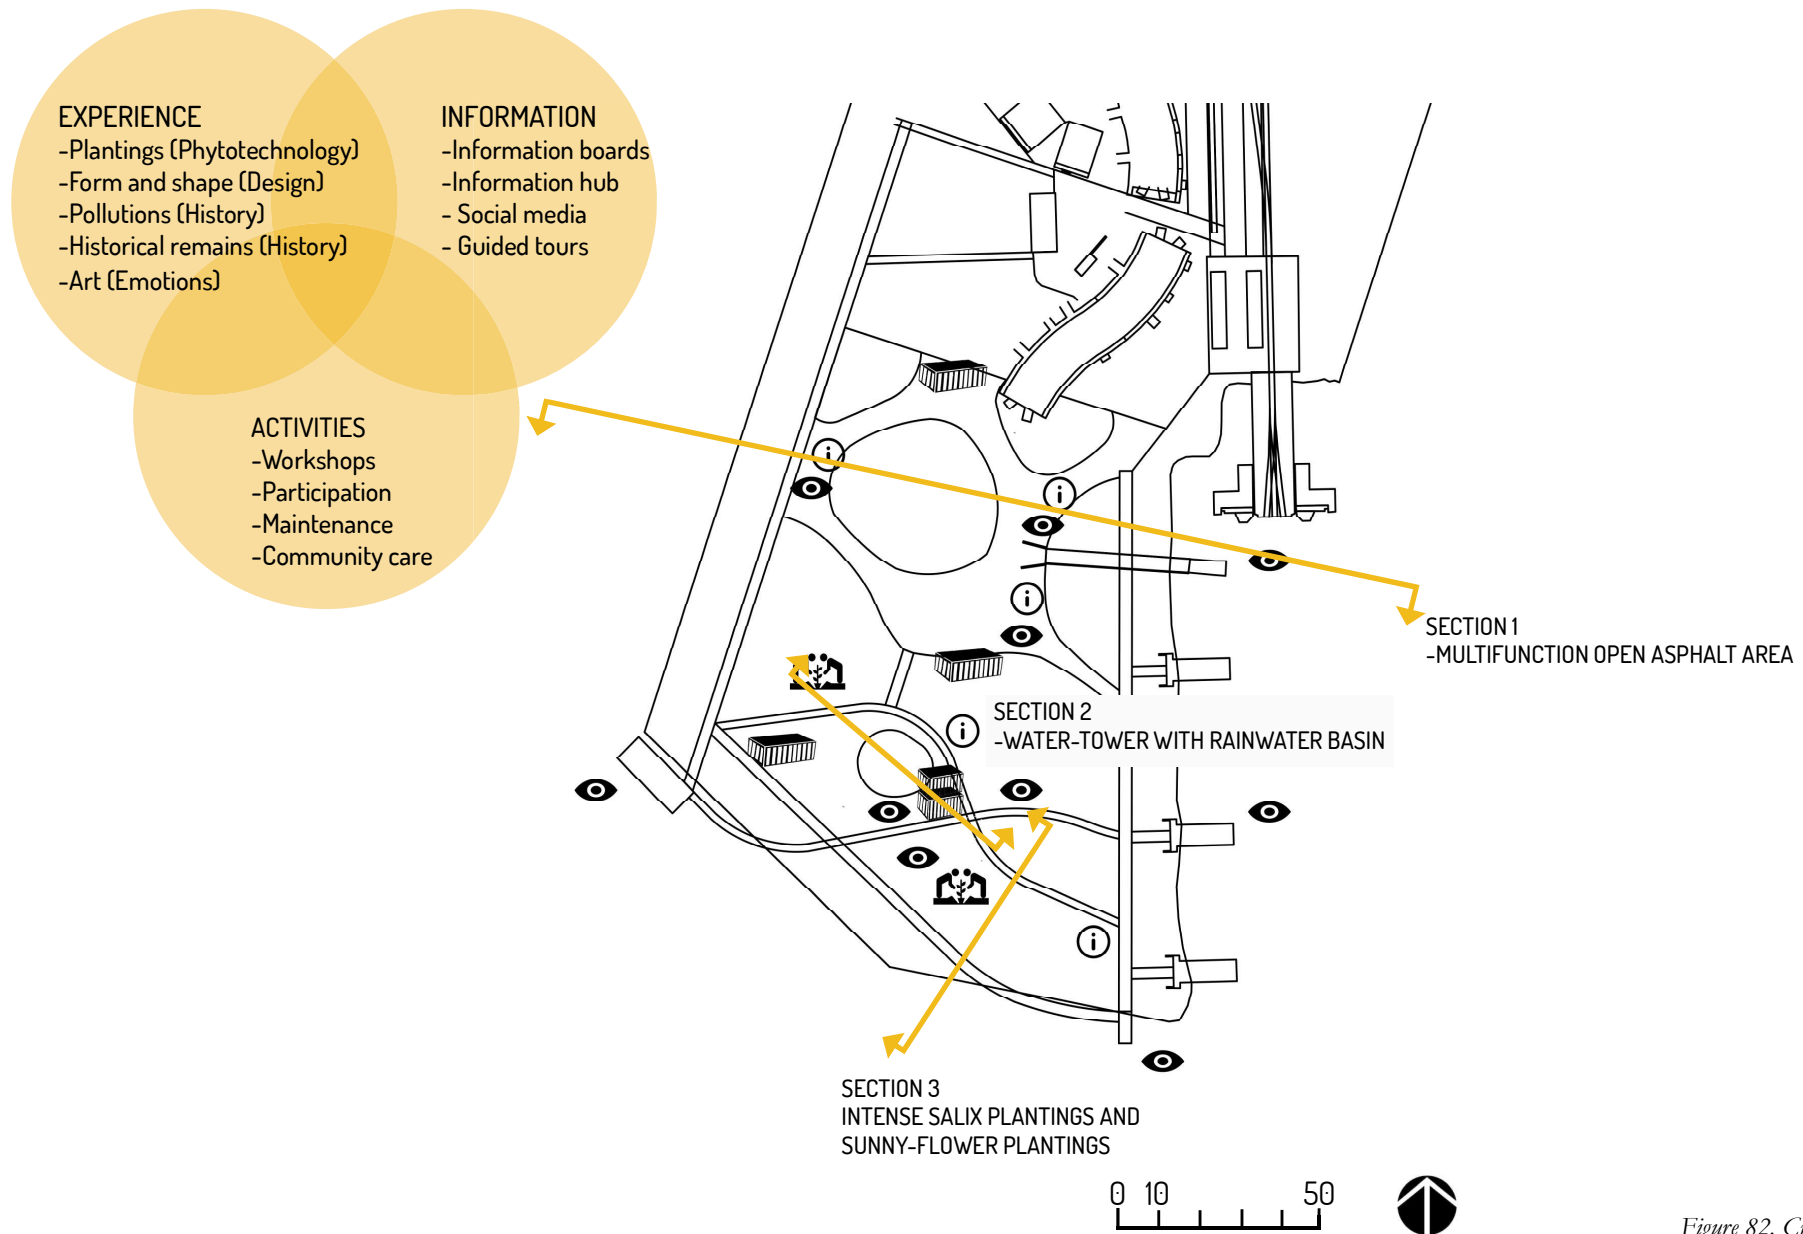 EXPERIENCE
-Plantings (Phytotechnology)
-Form and shape (Design)
-Pollutions (History)
-Historical remains (History)
-Art (Emotions)
INFORMATION
-Information boards
-Information hub
- Social media
- Guided tours
ACTIVITIES
-Workshops
-Participation
-Maintenance
-Community care
i
i
i
i
i
SECTION 1
-MULTIFUNCTION OPEN ASPHALT AREA
SECTION 2
-WATER-TOWER WITH RAINWATER BASIN
SECTION 3
INTENSE SALIX PLANTINGS AND
SUNNY-FLOWER PLANTINGS
0 10 50
Figure 82.